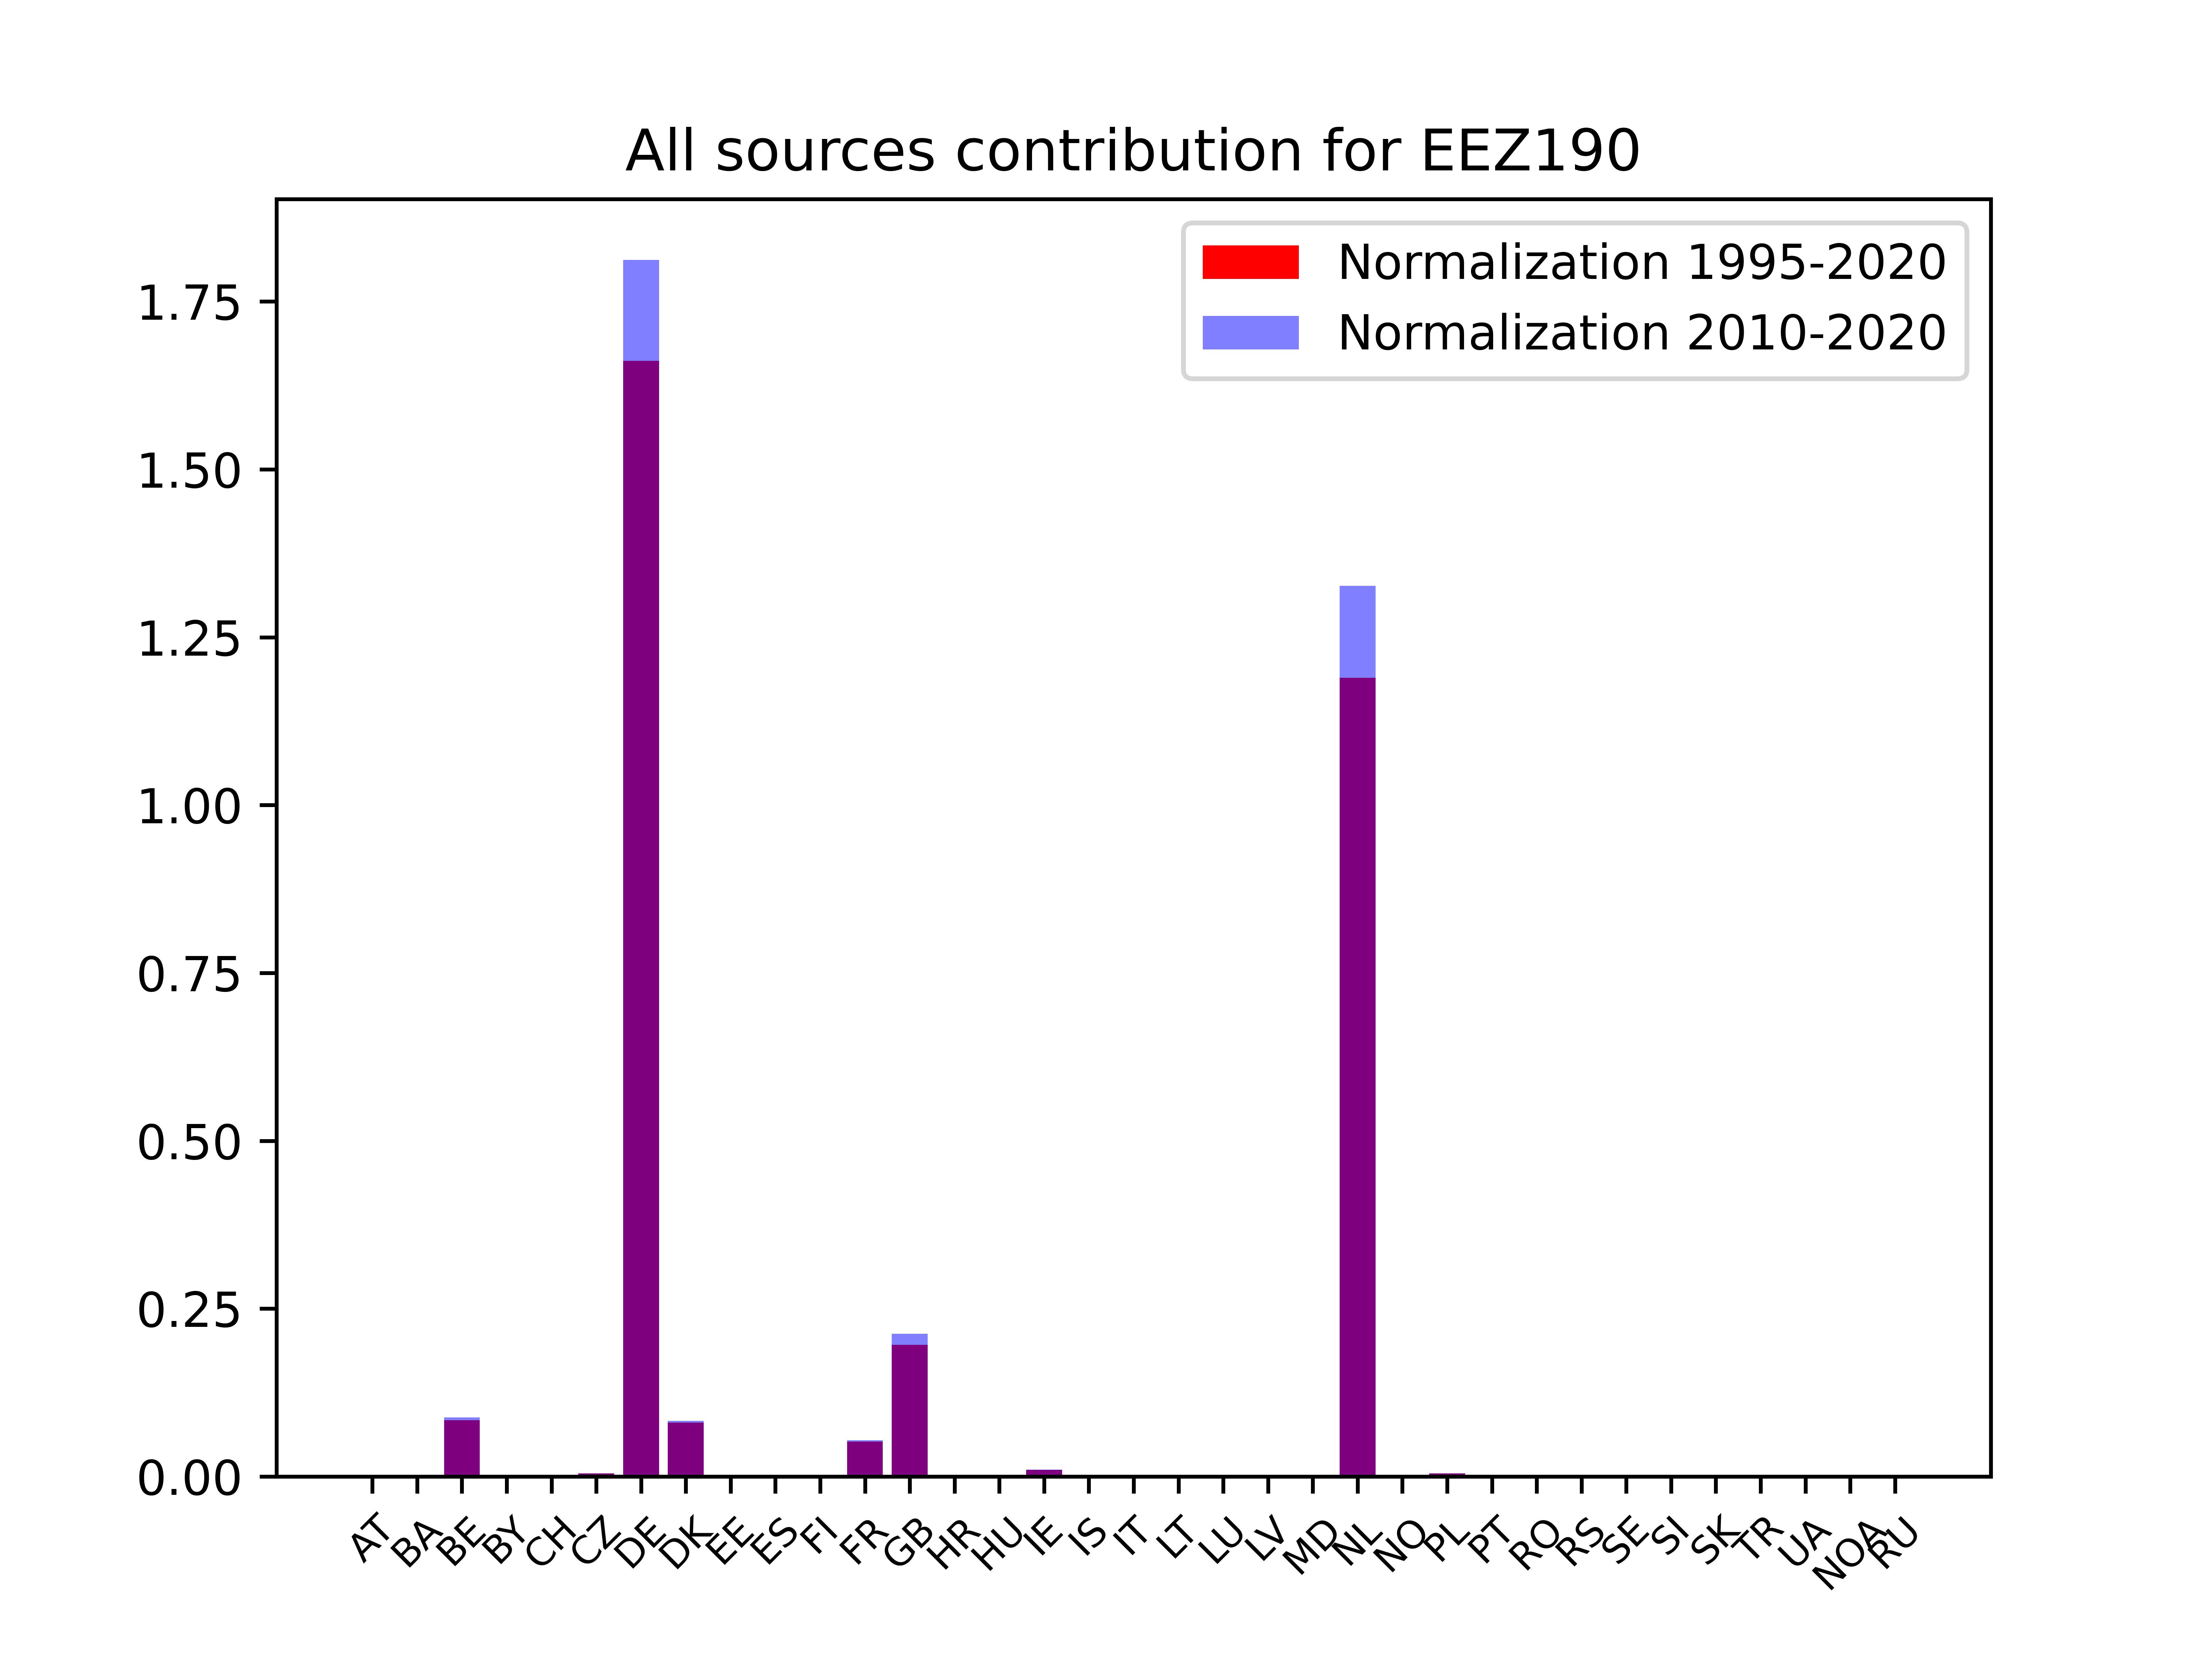 All sources contribution for EEZ190
Normalization 1995-2020
Normalization 2010-2020
1.75
1.50
1.25
1.00
0.75
0.50
0.25
0.00
AT BA BE BY CH CZ DE DK EE ES FI FR GB HR HU IE IS IT LT LU LV MD NL NO PL PT RO RS SE SI SK TR UA NOA RU